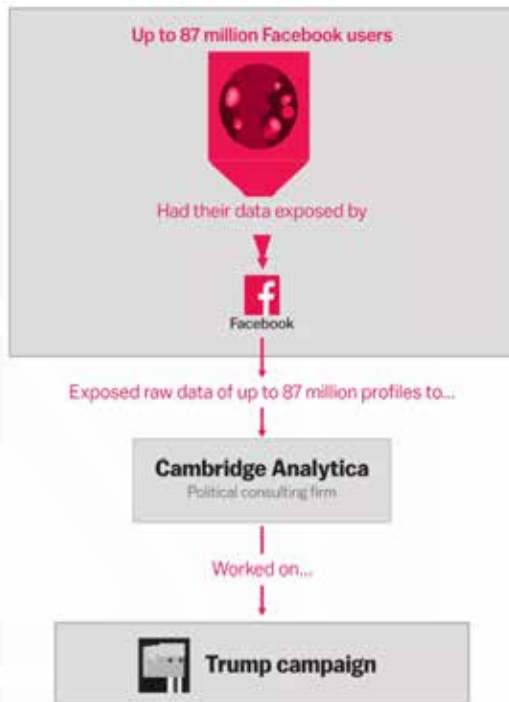 Up to 87 million Facebook users
Had their data exposed by
Facebook
Exposed raw data of up to 87 million profiles to...
Cambridge Analytica
Political consulting firm
Worked on...
Trump campaign